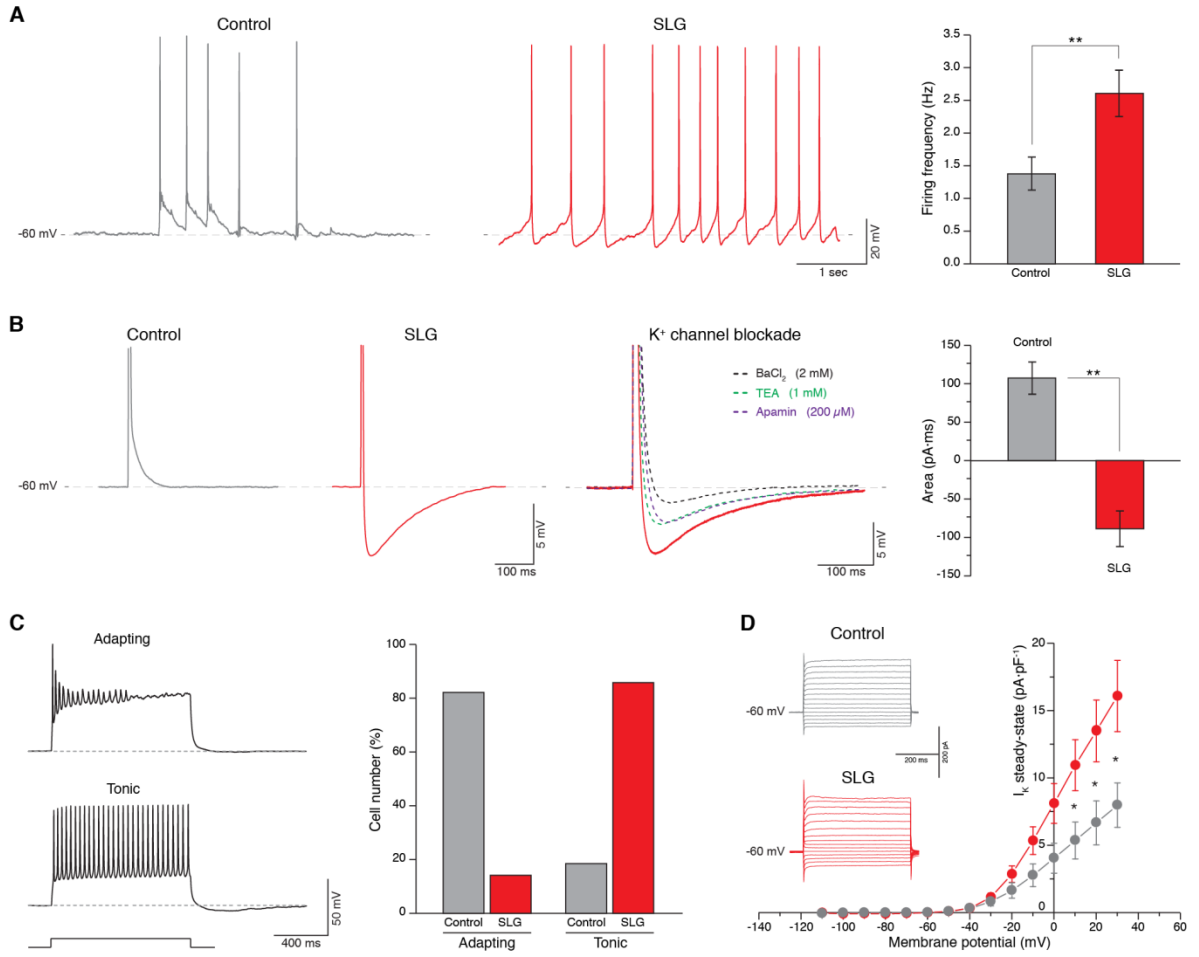 A
Control
SLG
-60 mV
20 mV
1 sec
Firing frequency (Hz)
3.5
3.0
2.5
2.0
1.5
1.0
0.5
0.0
**
Control
SLG
B
Control
SLG
K⁺ channel blockade
BaCl₂ (2 mM)
TEA (1 mM)
Apamin (200 µM)
-60 mV
5 mV
100 ms
5 mV
100 ms
Area (pA·ms)
150
100
50
0
-50
-100
-150
Control
**
SLG
C
Adapting
Tonic
50 mV
400 ms
Cell number (%)
100
80
60
40
20
0
Control
SLG
Control
SLG
Adapting
Tonic
D
Control
-60 mV
200 ms
200 pA
SLG
-60 mV
I_K steady-state (pA·pF⁻¹)
20
15
10
5
0
*
*
*
-140 -120 -100 -80 -60 -40 -20 0 20 40 60
Membrane potential (mV)